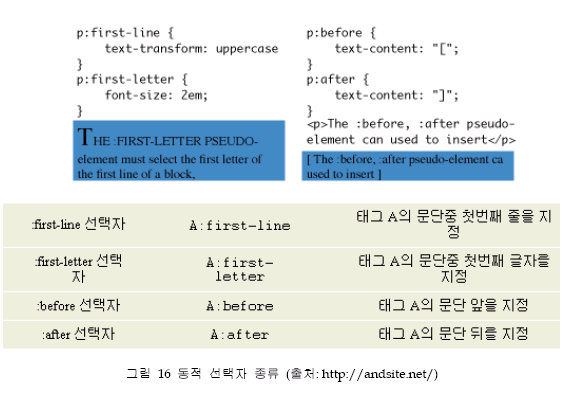 p:first-line {
text-transform: uppercase
}
p:first-letter {
font-size: 2em;
}
THE :FIRST-LETTER PSEUDO-
element must select the first letter of
the first line of a block,
p:before {
text-content: "[";
}
p:after {
text-content: "]";
}
<p>The :before, :after pseudo-
element can used to insert</p>
[ The :before, :after pseudo-element ca
used to insert ]
:first-line 선택자 A:first-line 태그 A의 문단중 첫번째 줄을 지
정
:first-letter 선택
자 A:first-
letter 태그 A의 문단중 첫번째 글자를
지정
:before 선택자 A:before 태그 A의 문단 앞을 지정
:after 선택자 A:after 태그 A의 문단 뒤를 지정
그림 16 동적 선택자 종류 (출처: http://andsite.net/)